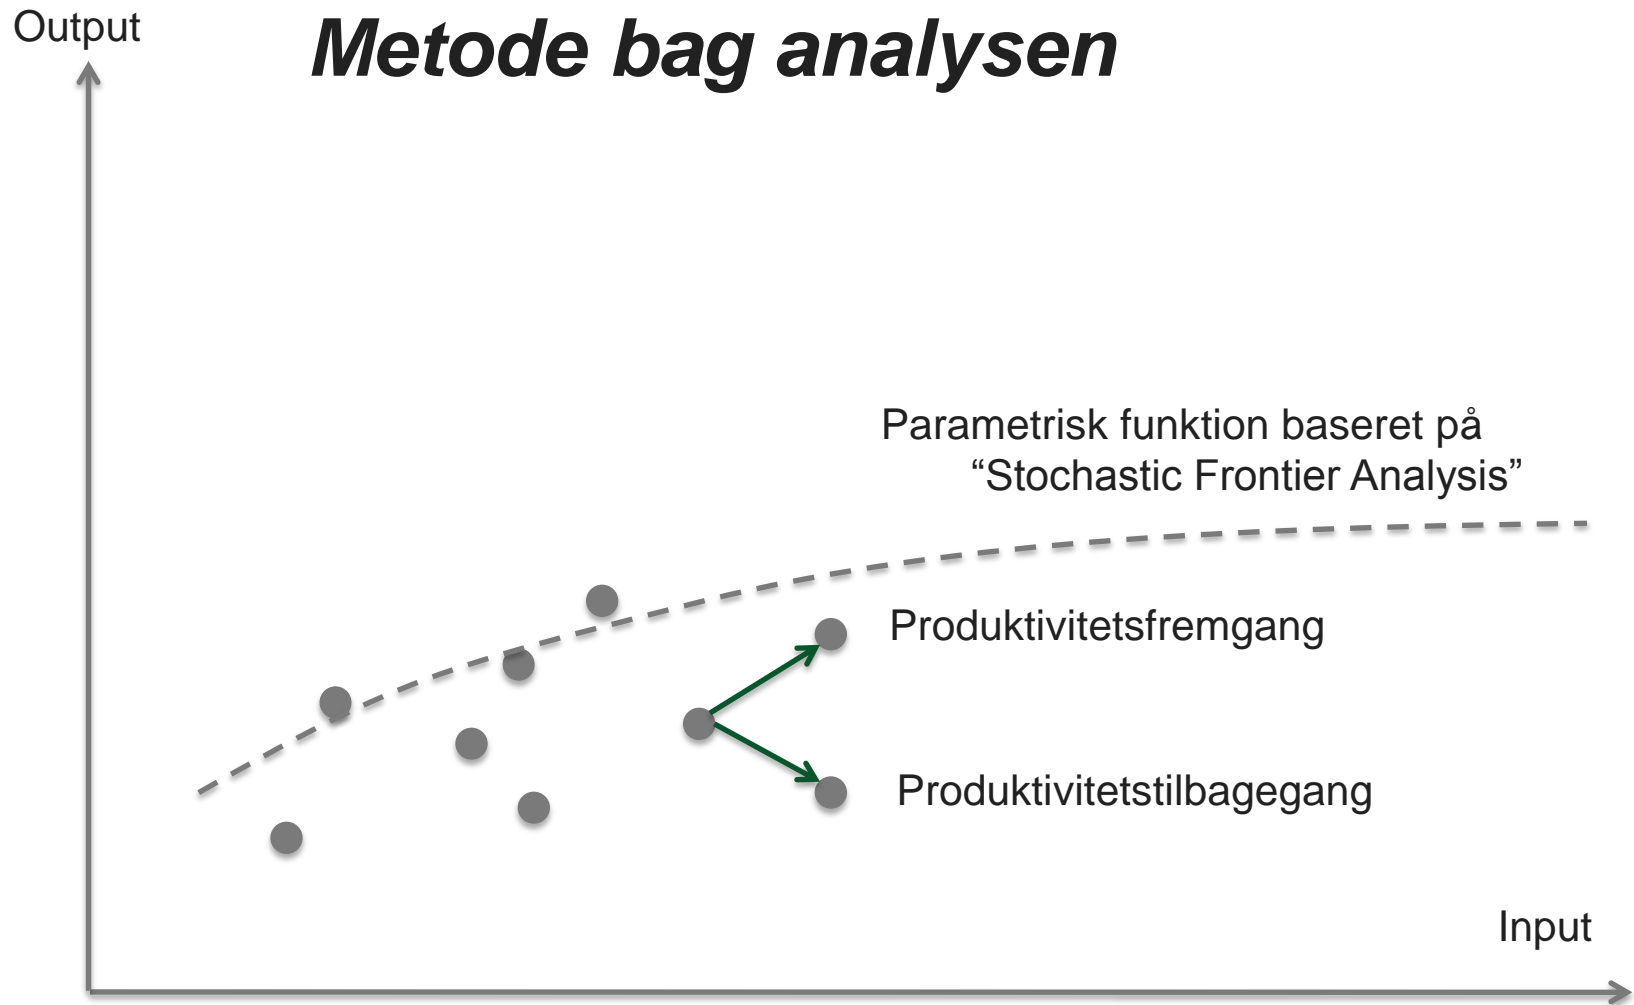 Output
Metode bag analysen
Parametrisk funktion baseret på
“Stochastic Frontier Analysis”
Produktivitetsfremgang
Produktivitetstilbagegang
Input